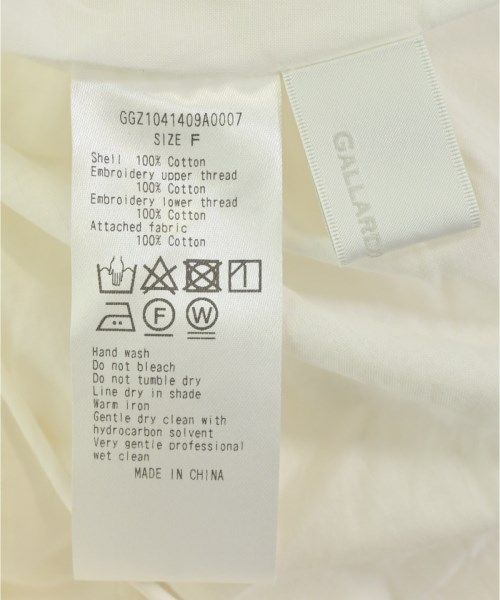 GGZ1041409A0007
SIZE F
Shell 100% Cotton
Embroidery upper thread
100% Cotton
Embroidery lower thread
100% Cotton
Attached fabric
100% Cotton
F
W
Hand wash
Do not bleach
Do not tumble dry
Line dry in shade
Warm iron
Gentle dry clean with
hydrocarbon solvent
Very gentle professional
wet clean
MADE IN CHINA
GALLARD